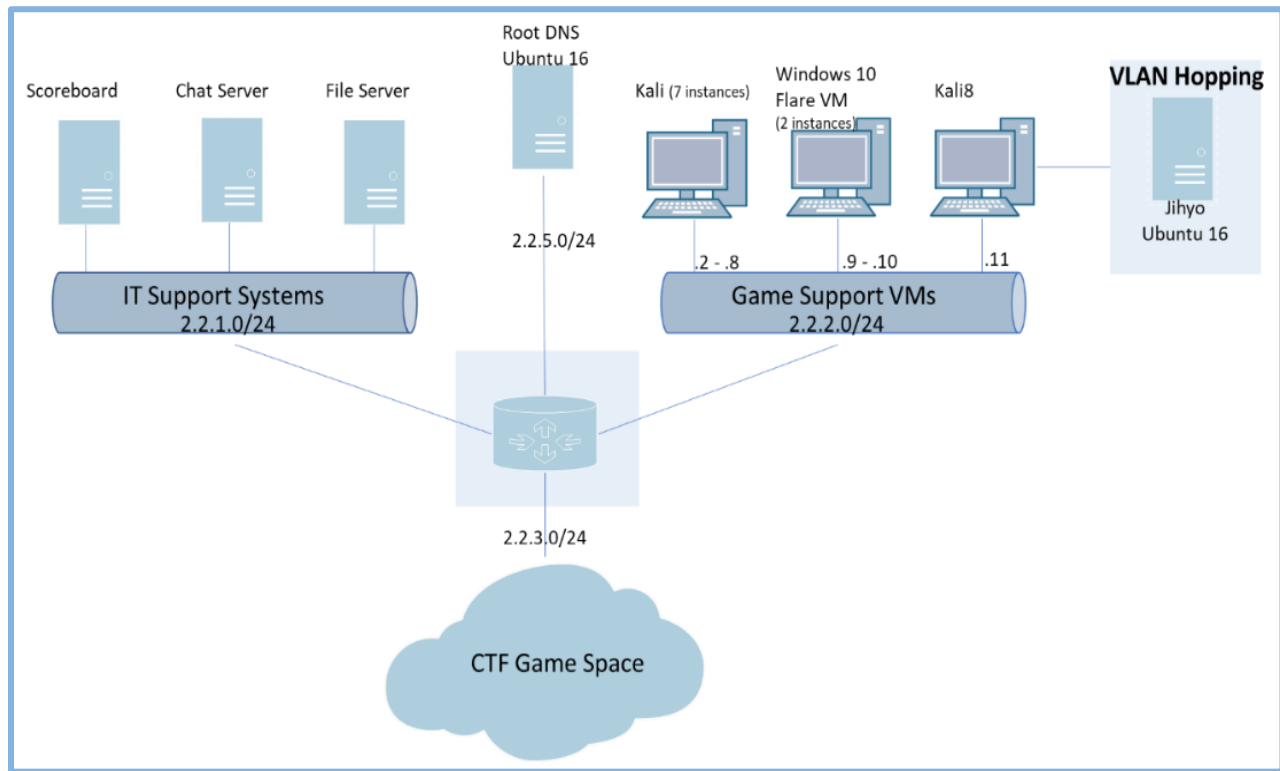 Scoreboard
Chat Server
File Server
Root DNS
Ubuntu 16
Kali (7 instances)
Windows 10
Flare VM
(2 instances)
Kali8
VLAN Hopping
Jihyo
Ubuntu 16
2.2.5.0/24
.2 - .8
.9 - .10
.11
IT Support Systems
2.2.1.0/24
Game Support VMs
2.2.2.0/24
2.2.3.0/24
CTF Game Space